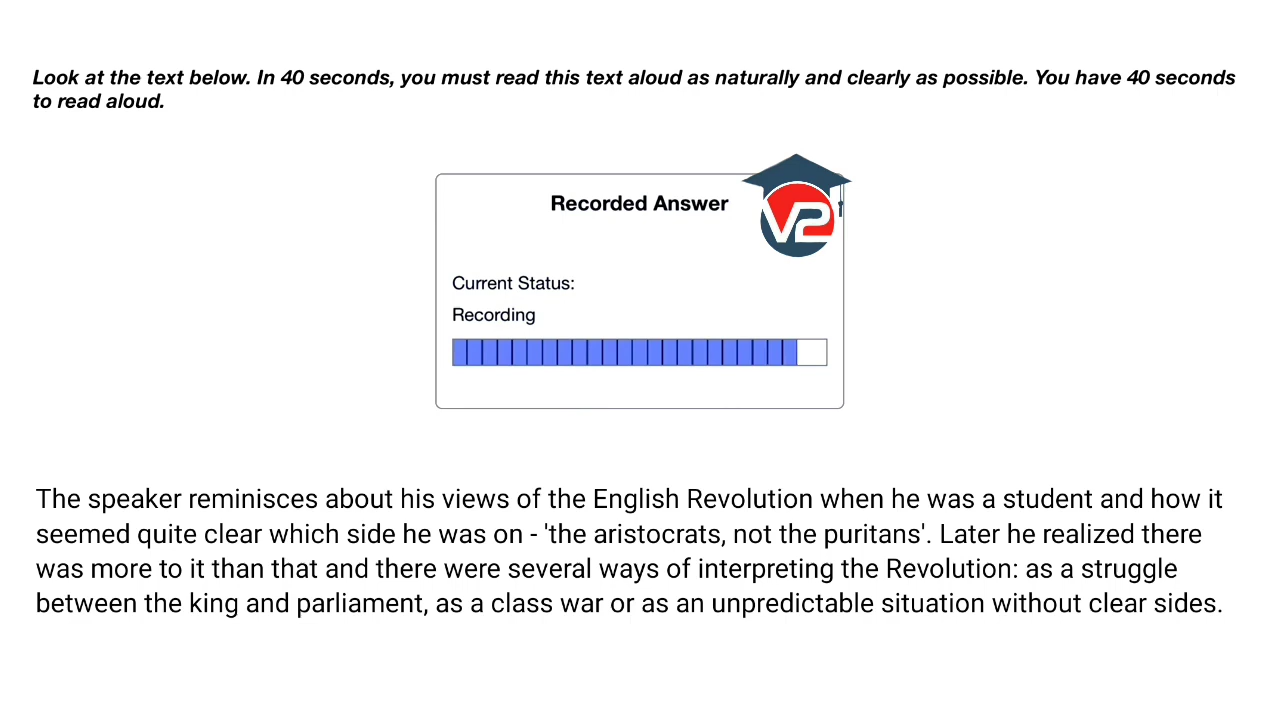 Look at the text below. In 40 seconds, you must read this text aloud as naturally and clearly as possible. You have 40 seconds
to read aloud.
Recorded Answer
V2
Current Status:
Recording
The speaker reminisces about his views of the English Revolution when he was a student and how it
seemed quite clear which side he was on - 'the aristocrats, not the puritans'. Later he realized there
was more to it than that and there were several ways of interpreting the Revolution: as a struggle
between the king and parliament, as a class war or as an unpredictable situation without clear sides.